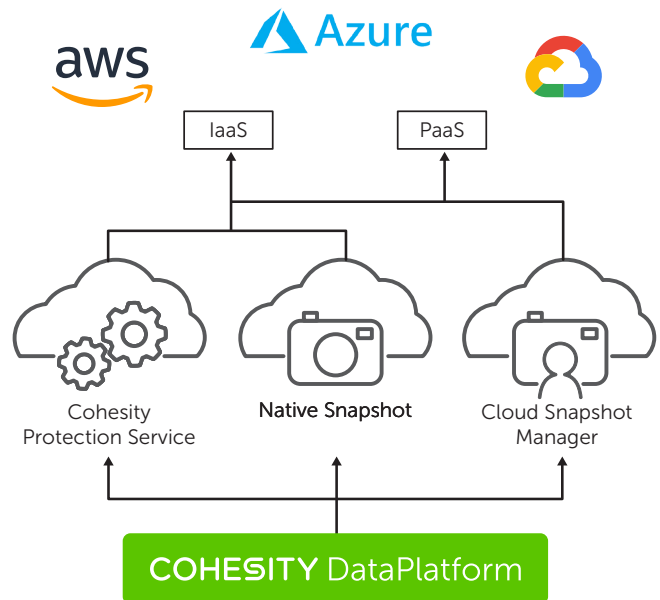 Azure
aws
IaaS
PaaS
Cohesity
Protection Service
Native Snapshot
Cloud Snapshot
Manager
COHESITY DataPlatform